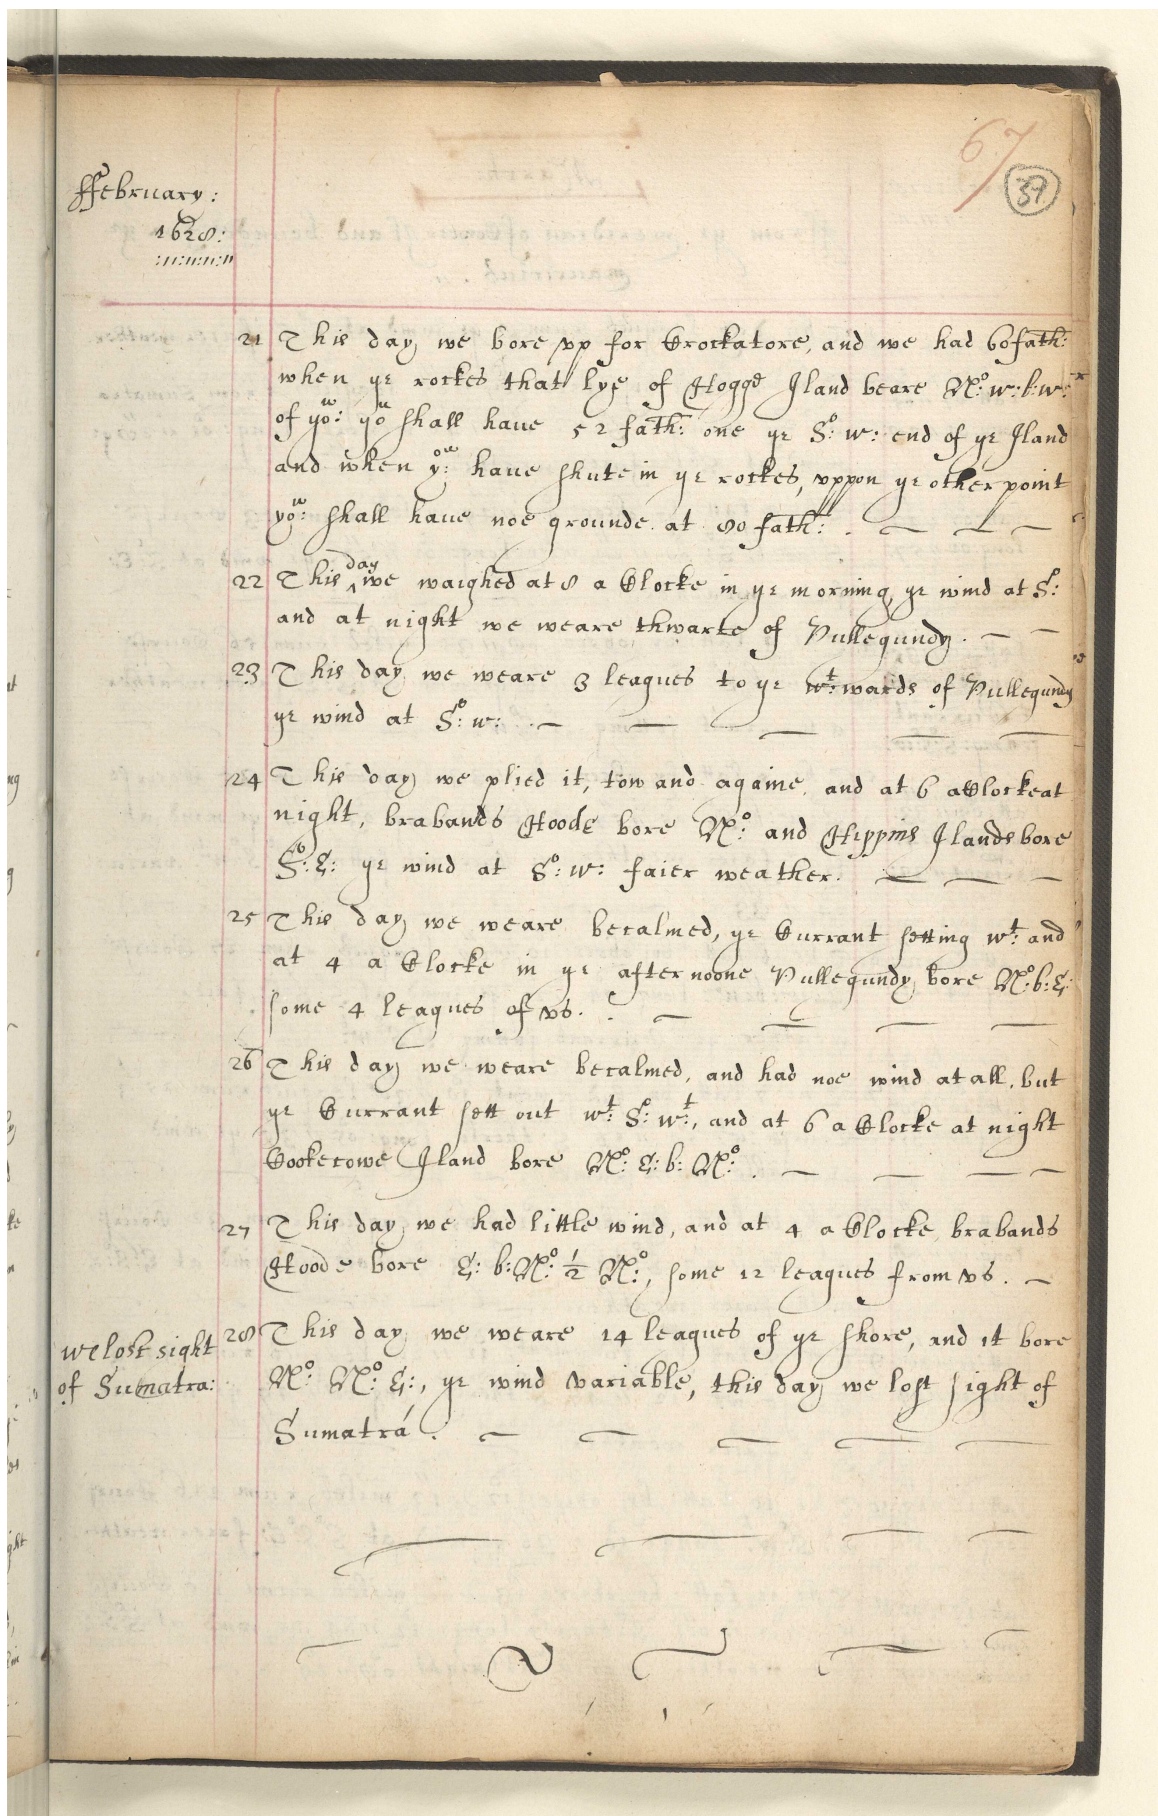 67
39
ffebruary:
1628:
21 This day we bore vp for Crockatore, and we had 60 fath:
when ye rockes that lye of Hoggs Iland beare No: w: b: w:
of you: you shall haue 52 fath: one ye So: w: end of ye Iland
and when you: haue shute in ye rockes, vppon ye other point
you: shall haue noe grounde at 80 fath:.
22 This day we waighed at 8 a Clocke in ye morning ye wind at So:
and at night we weare thwarte of Pullegundy.
23 This day we weare 3 leagues to ye wt:wards of Pullegundy
ye wind at So: w:
24 This day we plied it, tow and againe, and at 6 a Clocke at
night, brabands Hoode bore No: and Hippins Ilands bore
So: E: ye wind at So: w: faier weather.
25 This day we weare becalmed, ye Currant setting wt: and
at 4 a Clocke in ye afternoone Pullegundy bore No: b: E:
some 4 leagues of vs.
26 This day we weare becalmed, and had noe wind at all, but
ye Currant sett out wt: So: wt:, and at 6 a Clocke at night
Cookecowe Iland bore No: E: b: No:.
27 This day we had little wind, and at 4 a Clocke brabands
Hoode bore E: b: No: 1/2 No:, some 12 leagues from vs.
we lost sight
of Sumatra:
28 This day we weare 14 leagues of ye shore, and it bore
No: No: E:, ye wind variable, this day we lost sight of
Sumatra.